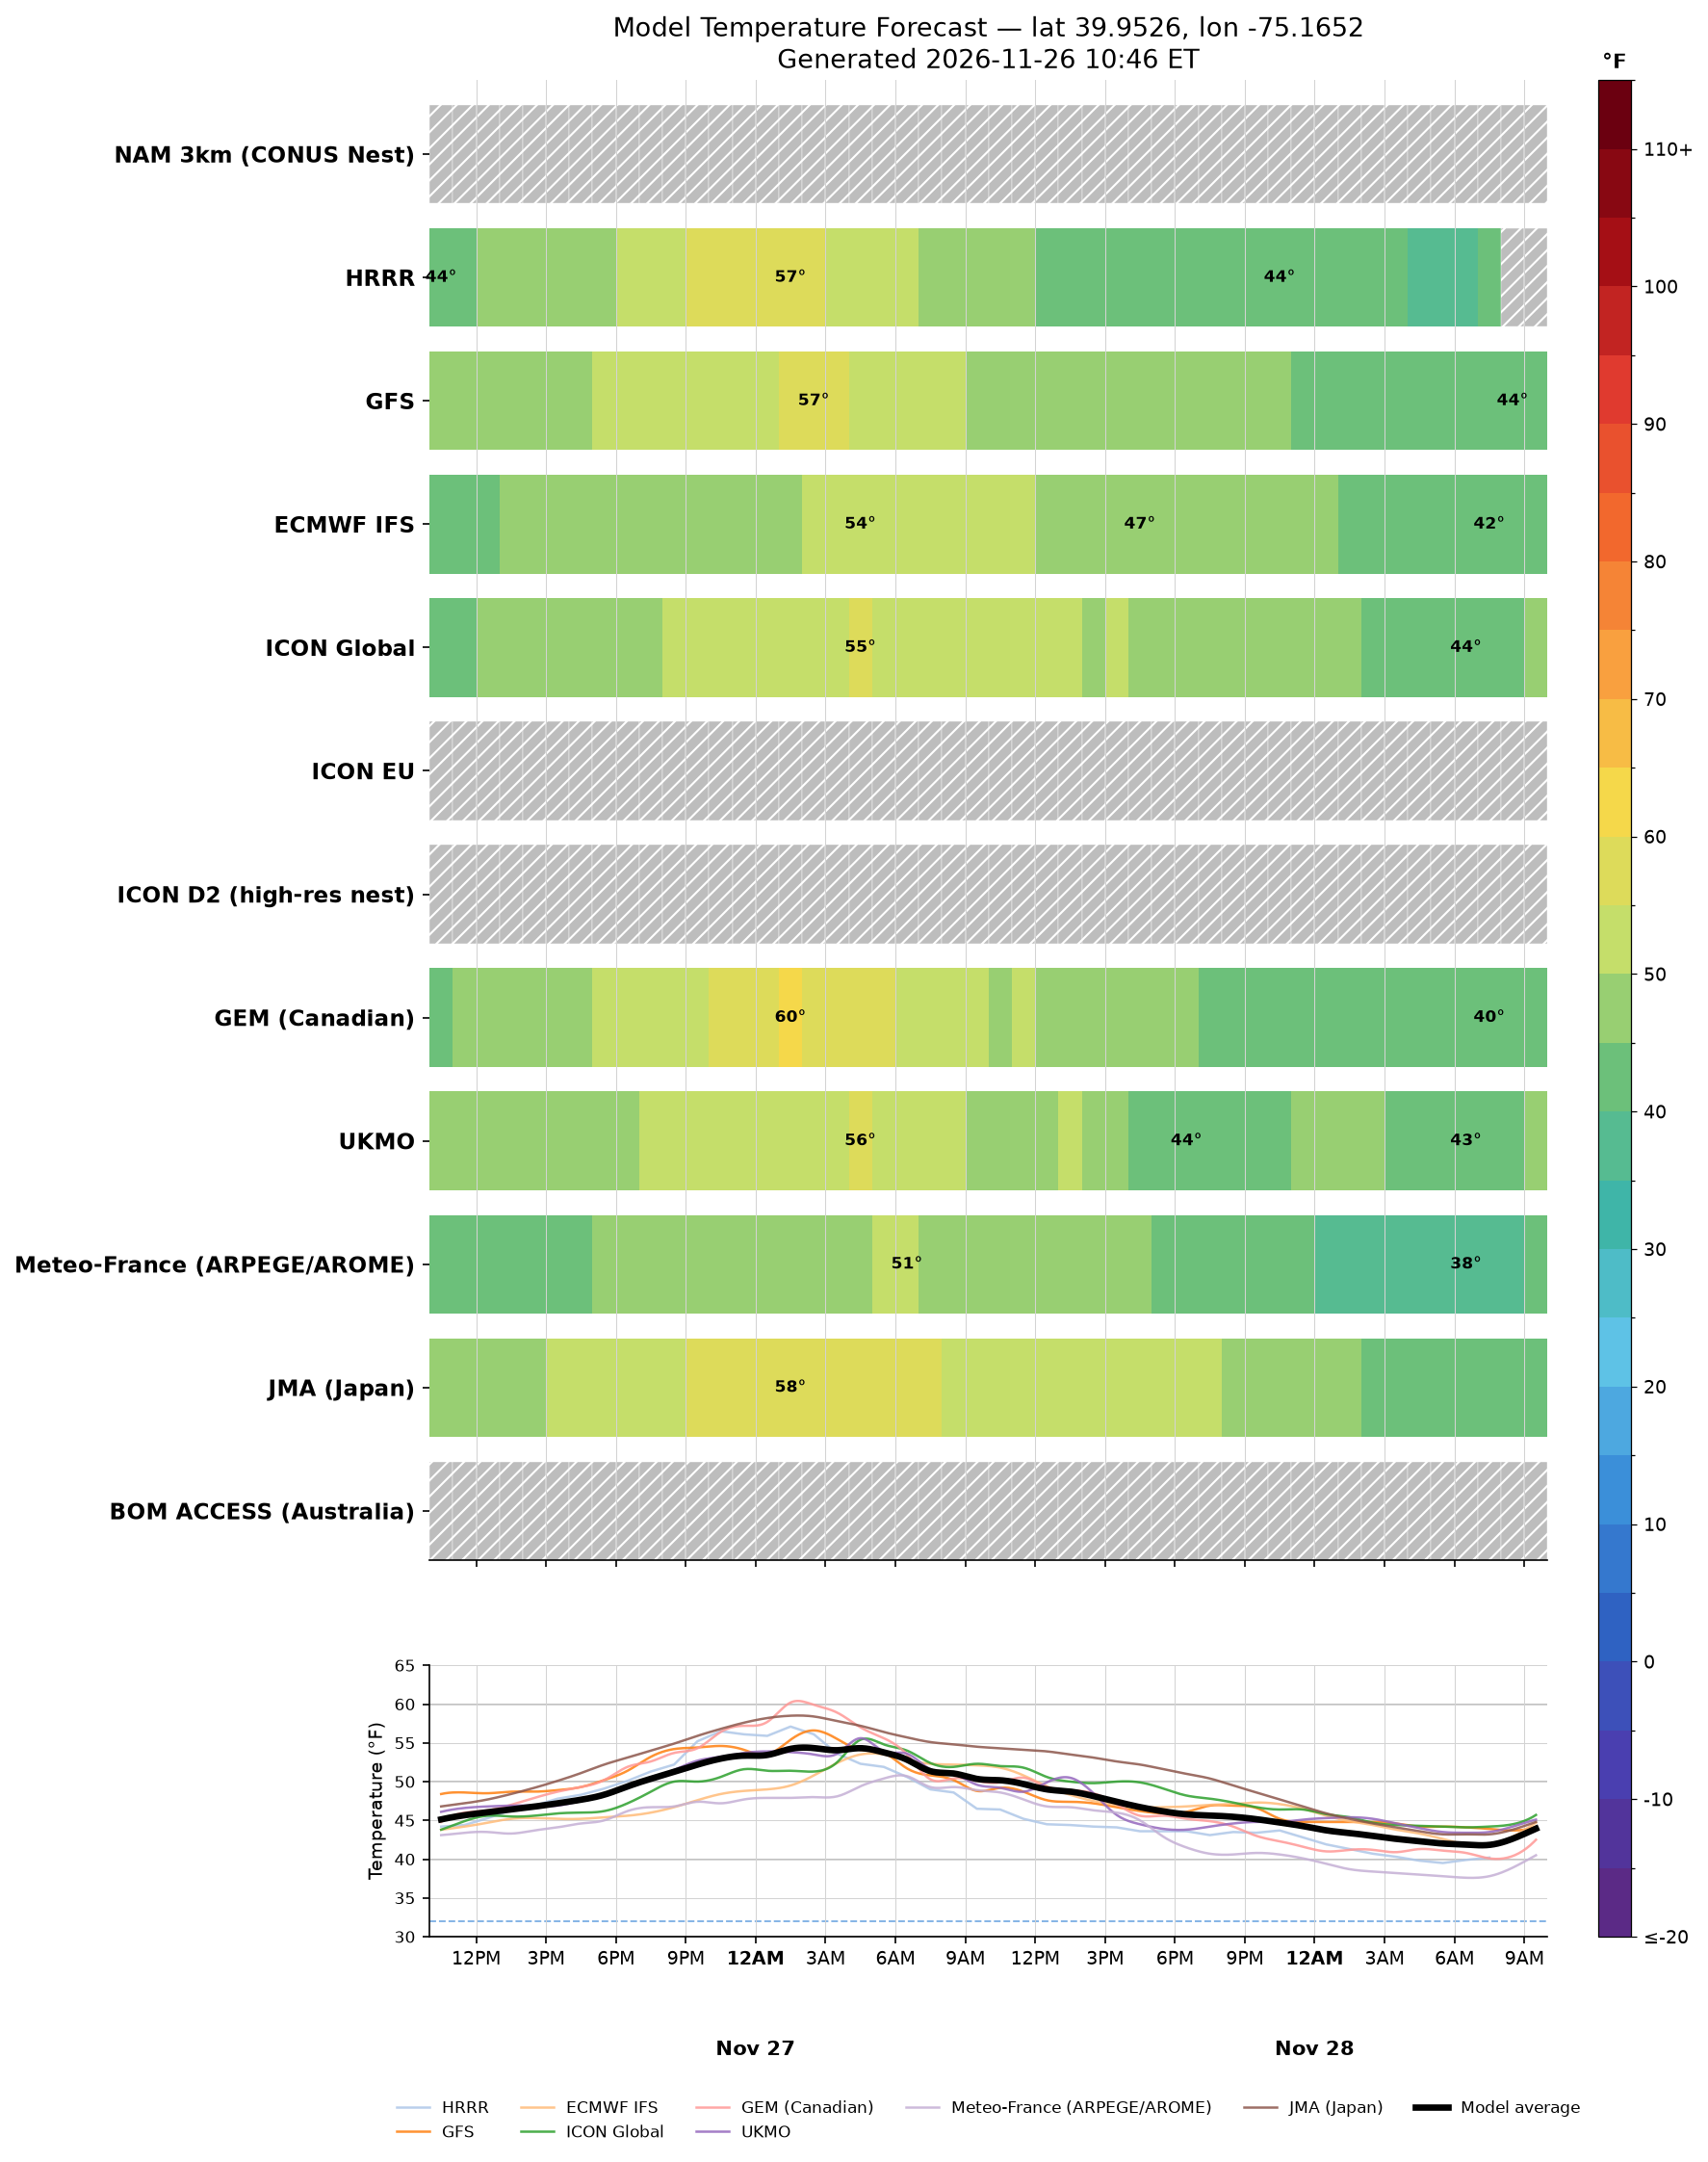 Model Temperature Forecast — lat 39.9526, lon -75.1652
Generated 2026-11-26 10:46 ET
°F
NAM 3km (CONUS Nest)
HRRR
44°
57°
44°
GFS
57°
44°
ECMWF IFS
54°
47°
42°
ICON Global
55°
44°
ICON EU
ICON D2 (high-res nest)
GEM (Canadian)
60°
40°
UKMO
56°
44°
43°
Meteo-France (ARPEGE/AROME)
51°
38°
JMA (Japan)
58°
BOM ACCESS (Australia)
110+
100
90
80
70
60
50
40
30
20
10
0
-10
≤-20
Temperature (°F)
65
60
55
50
45
40
35
30
12PM 3PM 6PM 9PM 12AM 3AM 6AM 9AM 12PM 3PM 6PM 9PM 12AM 3AM 6AM 9AM
Nov 27 Nov 28
HRRR ECMWF IFS GEM (Canadian) Meteo-France (ARPEGE/AROME) JMA (Japan) Model average
GFS ICON Global UKMO